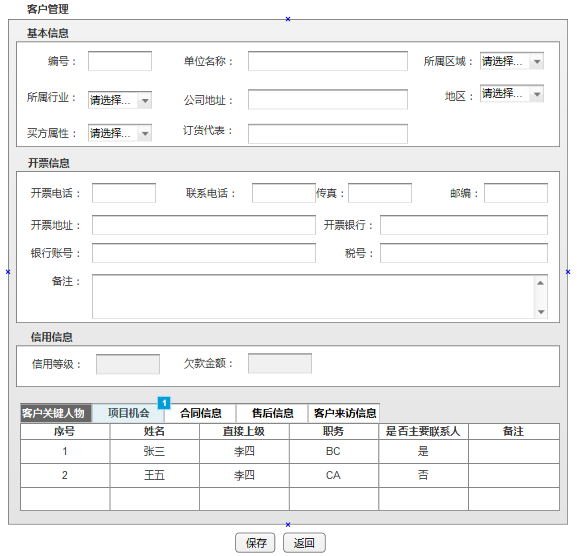 客户管理
基本信息
编号： 单位名称： 所属区域： 请选择...
所属行业： 请选择... 公司地址： 地区： 请选择...
买方属性： 请选择... 订货代表：
开票信息
开票电话： 联系电话： 传真： 邮编：
开票地址： 开票银行：
银行账号： 税号：
备注：
信用信息
信用等级： 欠款金额：
1
客户关键人物 项目机会 合同信息 售后信息 客户来访信息
序号 姓名 直接上级 职务 是否主要联系人 备注
1 张三 李四 BC 是
2 王五 李四 CA 否
保存 返回